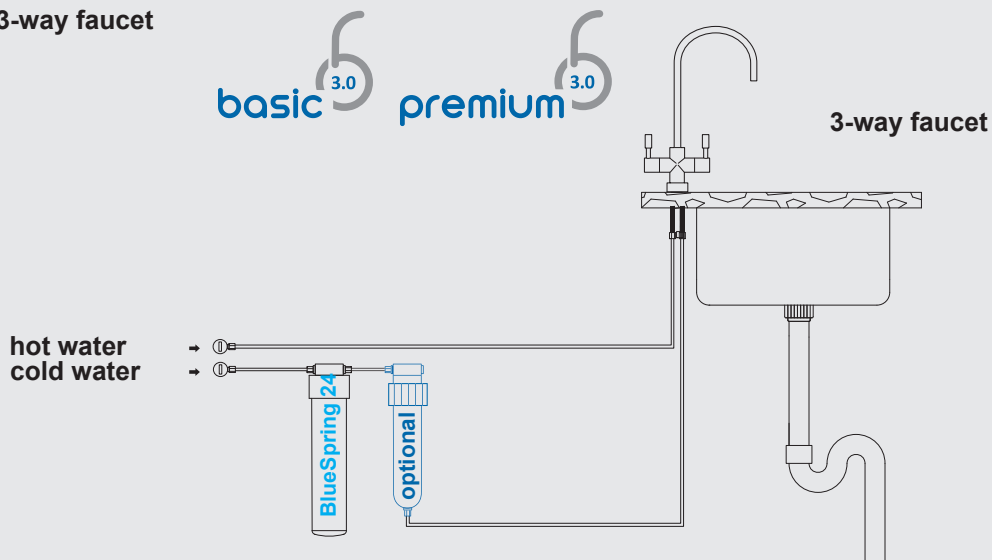 3-way faucet
basic 3.0
premium 3.0
3-way faucet
hot water
cold water
BlueSpring 24
optional